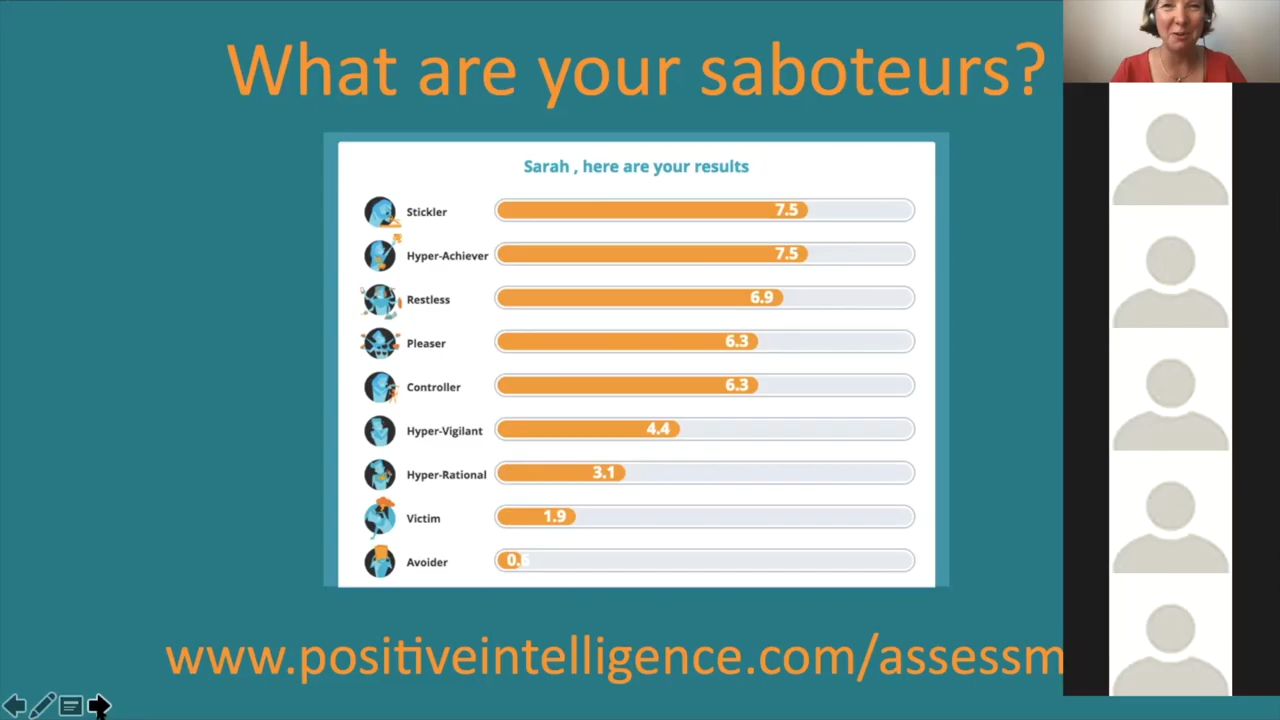 What are your saboteurs?
Sarah , here are your results
Stickler 7.5
Hyper-Achiever 7.5
Restless 6.9
Pleaser 6.3
Controller 6.3
Hyper-Vigilant 4.4
Hyper-Rational 3.1
Victim 1.9
Avoider
www.positiveintelligence.com/assessm